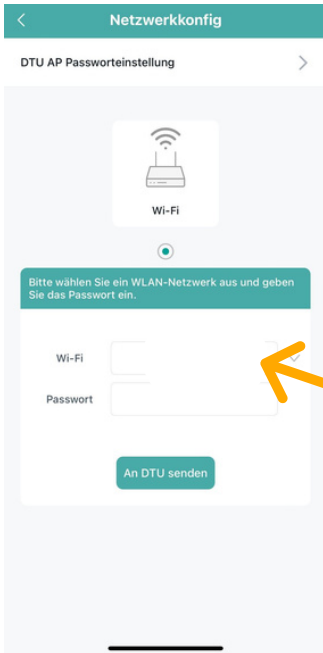 Netzwerkkonfig
DTU AP Passworteinstellung
Wi-Fi
Bitte wählen Sie ein WLAN-Netzwerk aus und geben
Sie das Passwort ein.
Wi-Fi
Passwort
An DTU senden